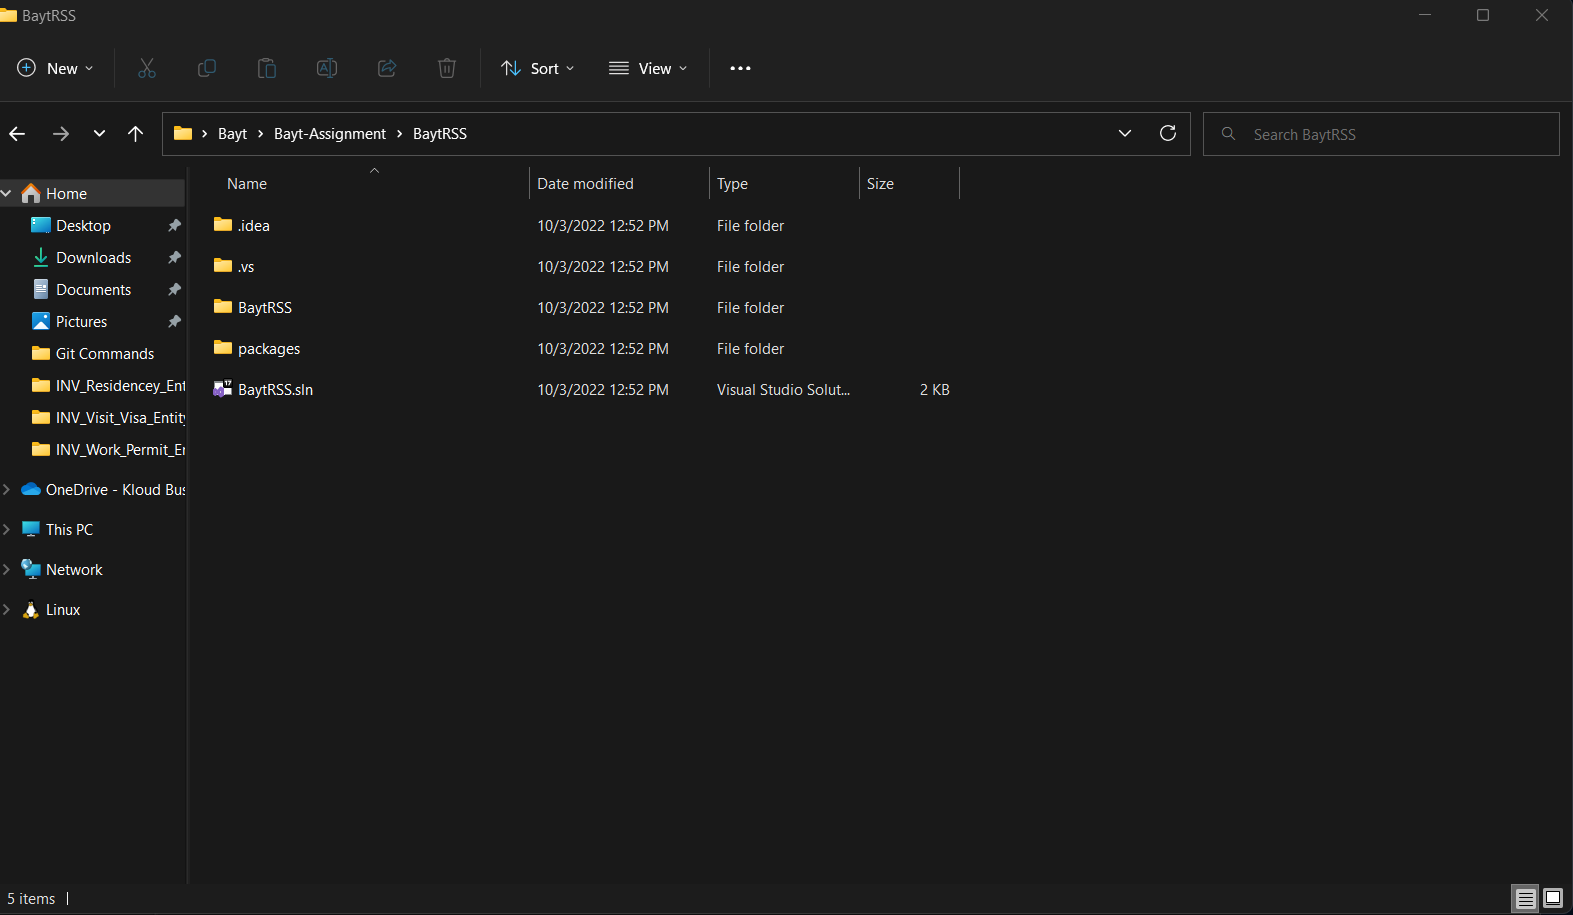 BaytRSS
New
Sort
View
Bayt
Bayt-Assignment
BaytRSS
Search BaytRSS
Name
Date modified
Type
Size
Home
Desktop
Downloads
Documents
Pictures
Git Commands
INV_Residencey_Ent
INV_Visit_Visa_Entity
INV_Work_Permit_Er
OneDrive - Kloud Bus
This PC
Network
Linux
.idea 10/3/2022 12:52 PM File folder
.vs 10/3/2022 12:52 PM File folder
BaytRSS 10/3/2022 12:52 PM File folder
packages 10/3/2022 12:52 PM File folder
BaytRSS.sln 10/3/2022 12:52 PM Visual Studio Solut... 2 KB
5 items